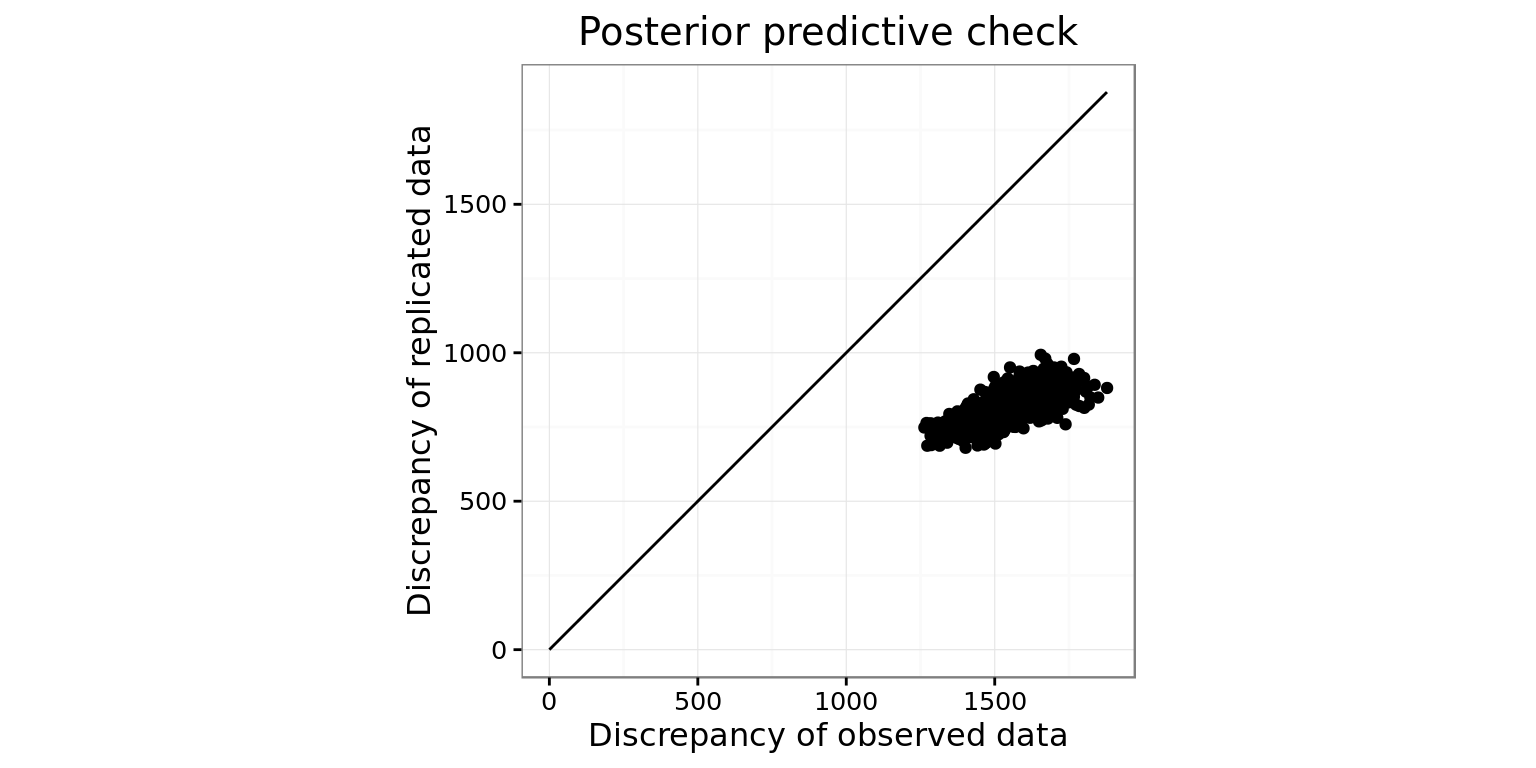 Posterior predictive check
Discrepancy of replicated data
1500
1000
500
0
0 500 1000 1500
Discrepancy of observed data